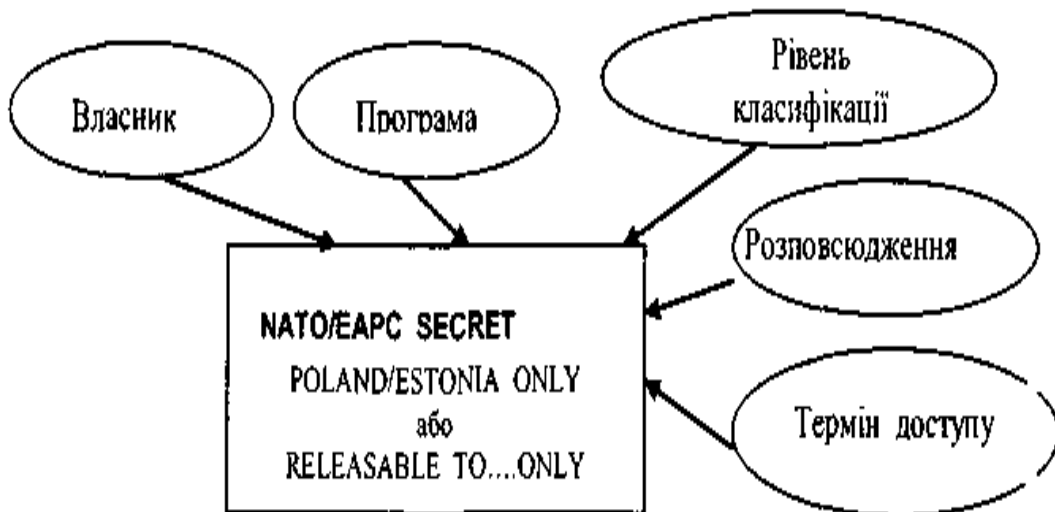 Власник
Програма
Рівень
класифікації
Розповсюдження
Термін доступу
NATO/EAPC SECRET
POLAND/ESTONIA ONLY
або
RELEASABLE TO....ONLY